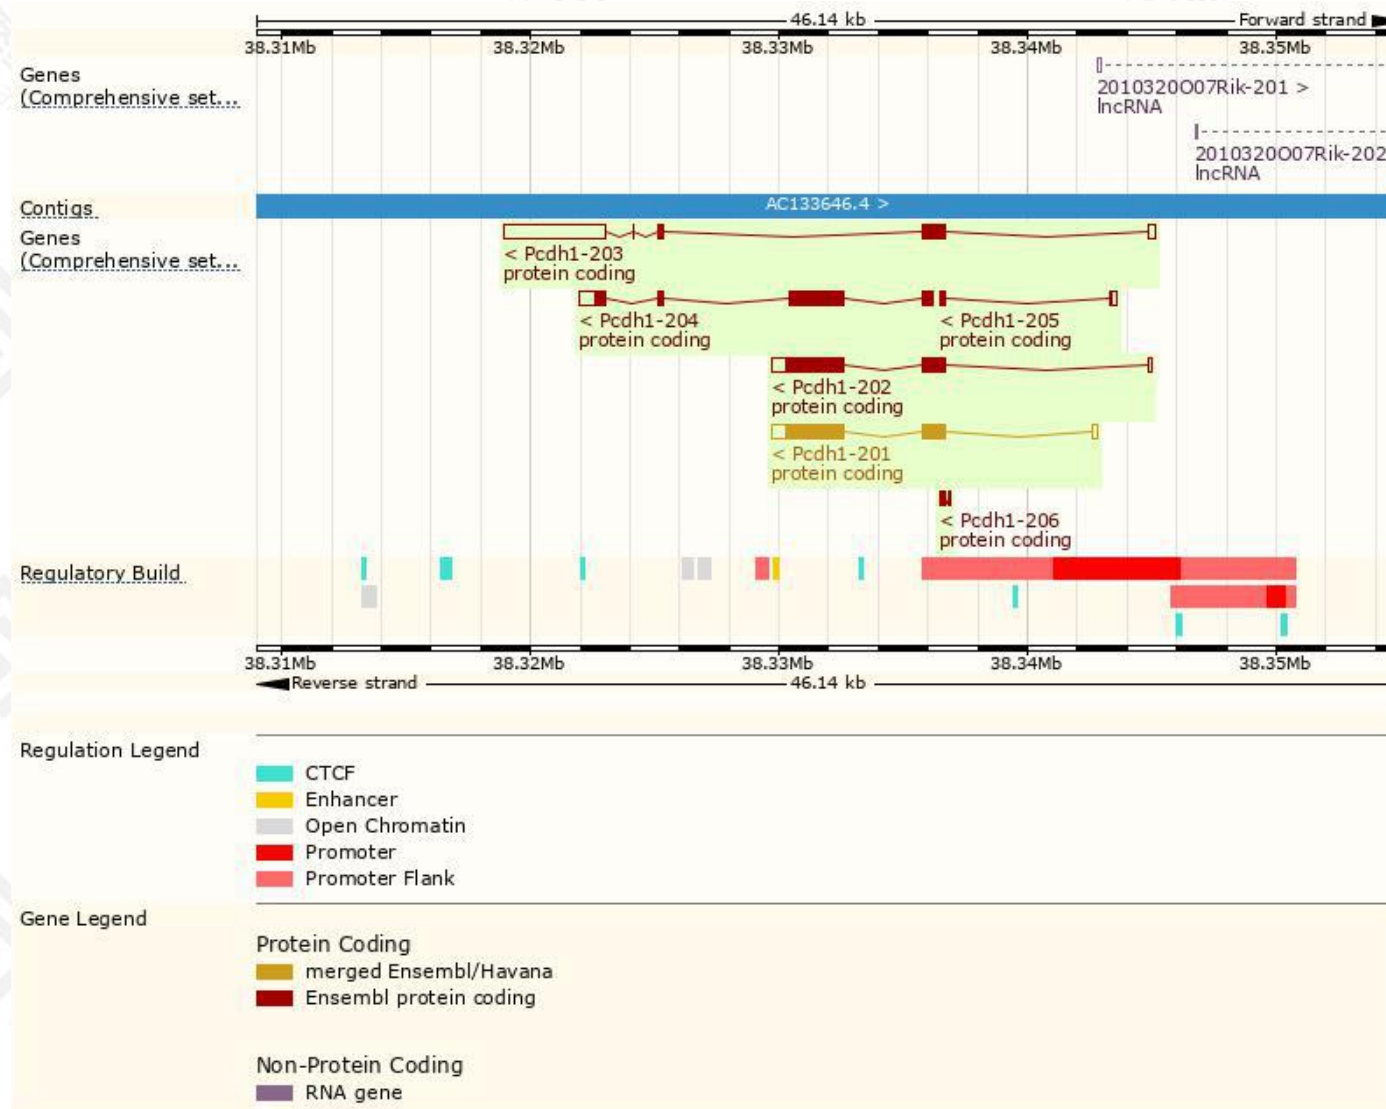 46.14 kb
Forward strand
38.31Mb 38.32Mb 38.33Mb 38.34Mb 38.35Mb
Genes
(Comprehensive set...
2010320O07Rik-201 >
lncRNA
2010320O07Rik-202
lncRNA
Contigs
AC133646.4 >
Genes
(Comprehensive set...
< Pcdh1-203
protein coding
< Pcdh1-204 < Pcdh1-205
protein coding protein coding
< Pcdh1-202
protein coding
< Pcdh1-201
protein coding
< Pcdh1-206
protein coding
Regulatory Build
38.31Mb 38.32Mb 38.33Mb 38.34Mb 38.35Mb
Reverse strand 46.14 kb
Regulation Legend
CTCF
Enhancer
Open Chromatin
Promoter
Promoter Flank
Gene Legend
Protein Coding
merged Ensembl/Havana
Ensembl protein coding
Non-Protein Coding
RNA gene